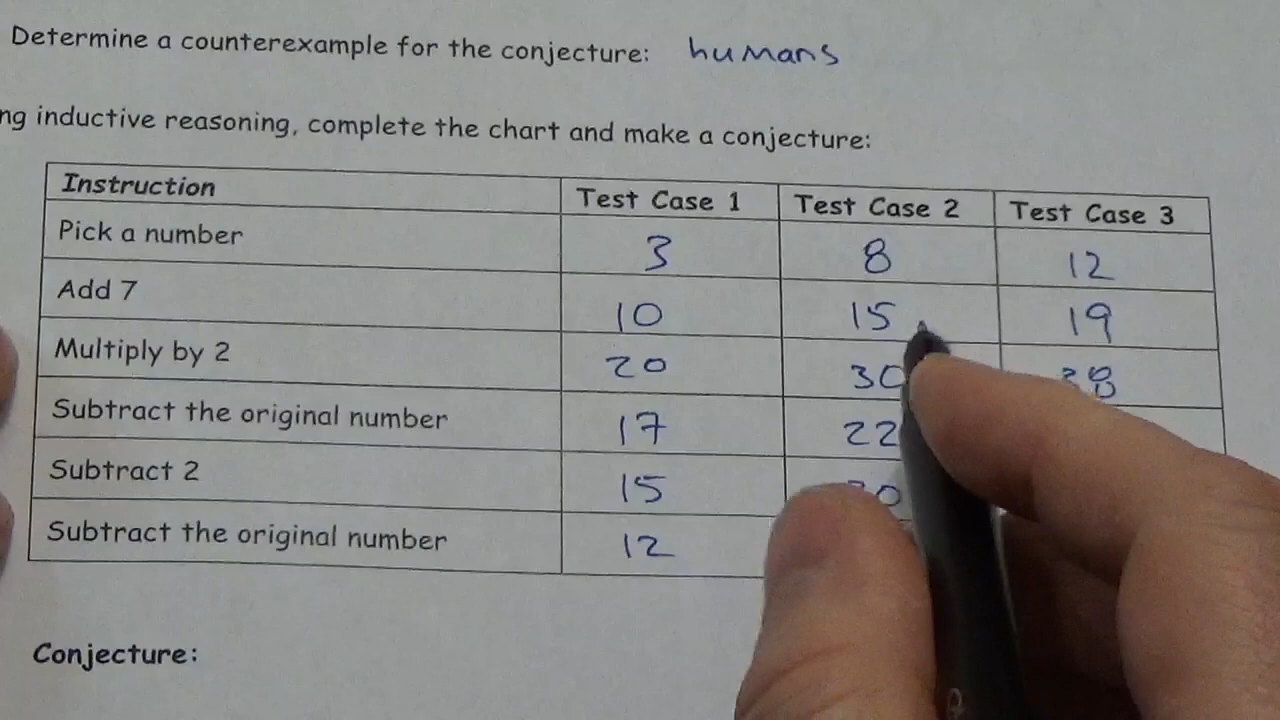 Determine a counterexample for the conjecture: humans
ng inductive reasoning, complete the chart and make a conjecture:
Instruction Test Case 1 Test Case 2 Test Case 3
Pick a number 3 8 12
Add 7 10 15 19
Multiply by 2 20 30 38
Subtract the original number 17 22
Subtract 2 15 20
Subtract the original number 12
Conjecture: